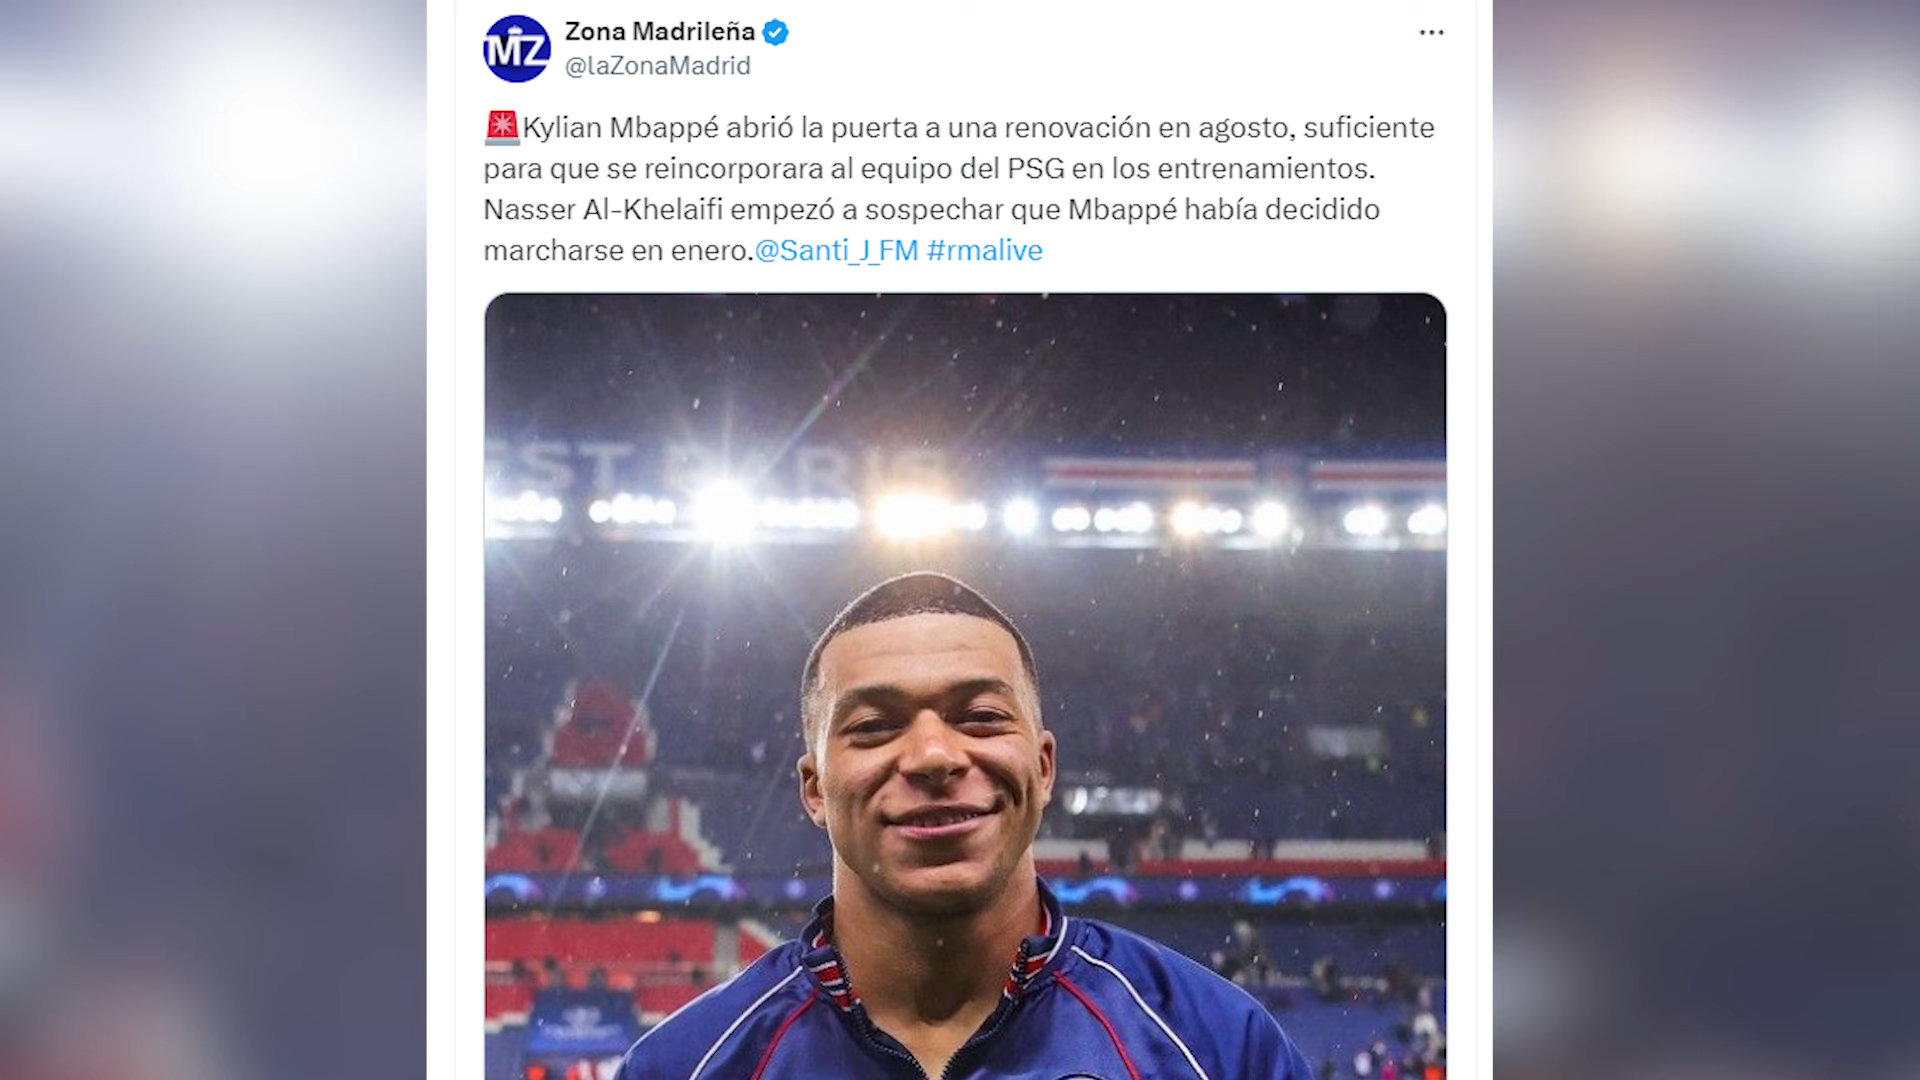 MZ
Zona Madrileña
@laZonaMadrid
🚨Kylian Mbappé abrió la puerta a una renovación en agosto, suficiente
para que se reincorporara al equipo del PSG en los entrenamientos.
Nasser Al-Khelaifi empezó a sospechar que Mbappé había decidido
marcharse en enero.@Santi_J_FM #rmalive
EST PARIS